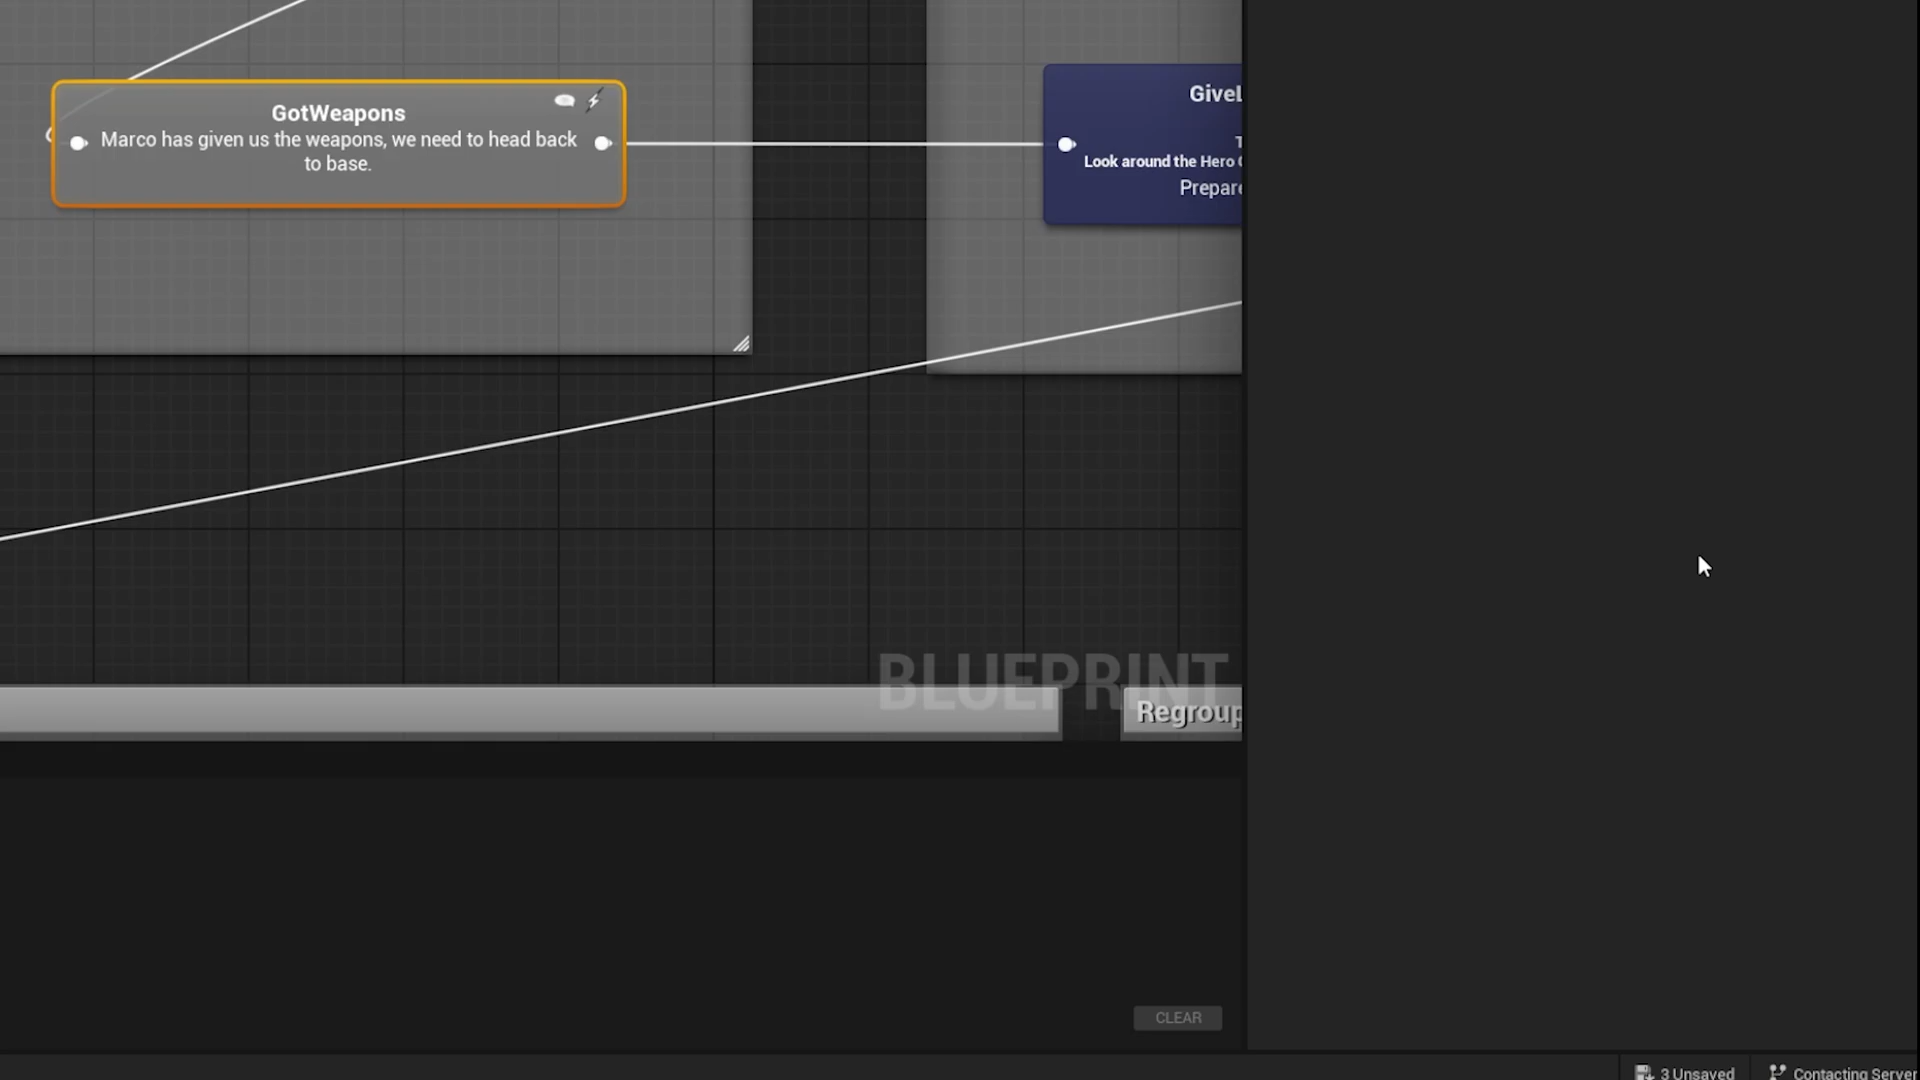 GotWeapons
Marco has given us the weapons, we need to head back
to base.
Look around the Hero
BLUEPRINT
Regroup
CLEAR
3 Unsaved
Contacting Server